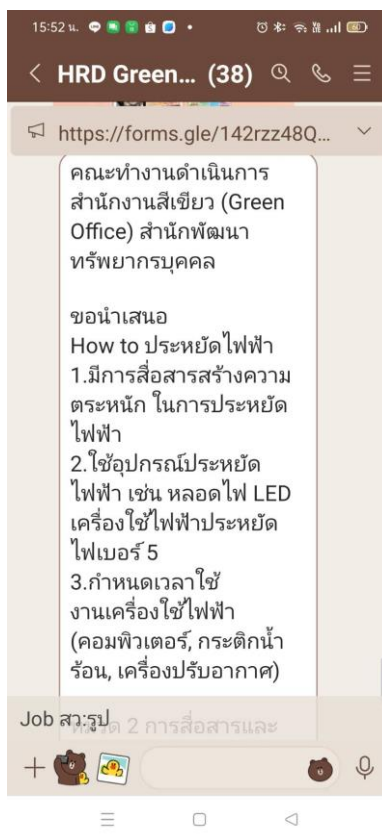 15:52 น.
60
HRD Green... (38)
https://forms.gle/142rzz48Q...
คณะทำงานดำเนินการ
สำนักงานสีเขียว (Green
Office) สำนักพัฒนา
ทรัพยากรบุคคล
ขอนำเสนอ
How to ประหยัดไฟฟ้า
1.มีการสื่อสารสร้างความ
ตระหนัก ในการประหยัด
ไฟฟ้า
2.ใช้อุปกรณ์ประหยัด
ไฟฟ้า เช่น หลอดไฟ LED
เครื่องใช้ไฟฟ้าประหยัด
ไฟเบอร์ 5
3.กำหนดเวลาใช้
งานเครื่องใช้ไฟฟ้า
(คอมพิวเตอร์, กระติกน้ำ
ร้อน, เครื่องปรับอากาศ)
หมวด 2 การสื่อสารและ
Job สว:รูป